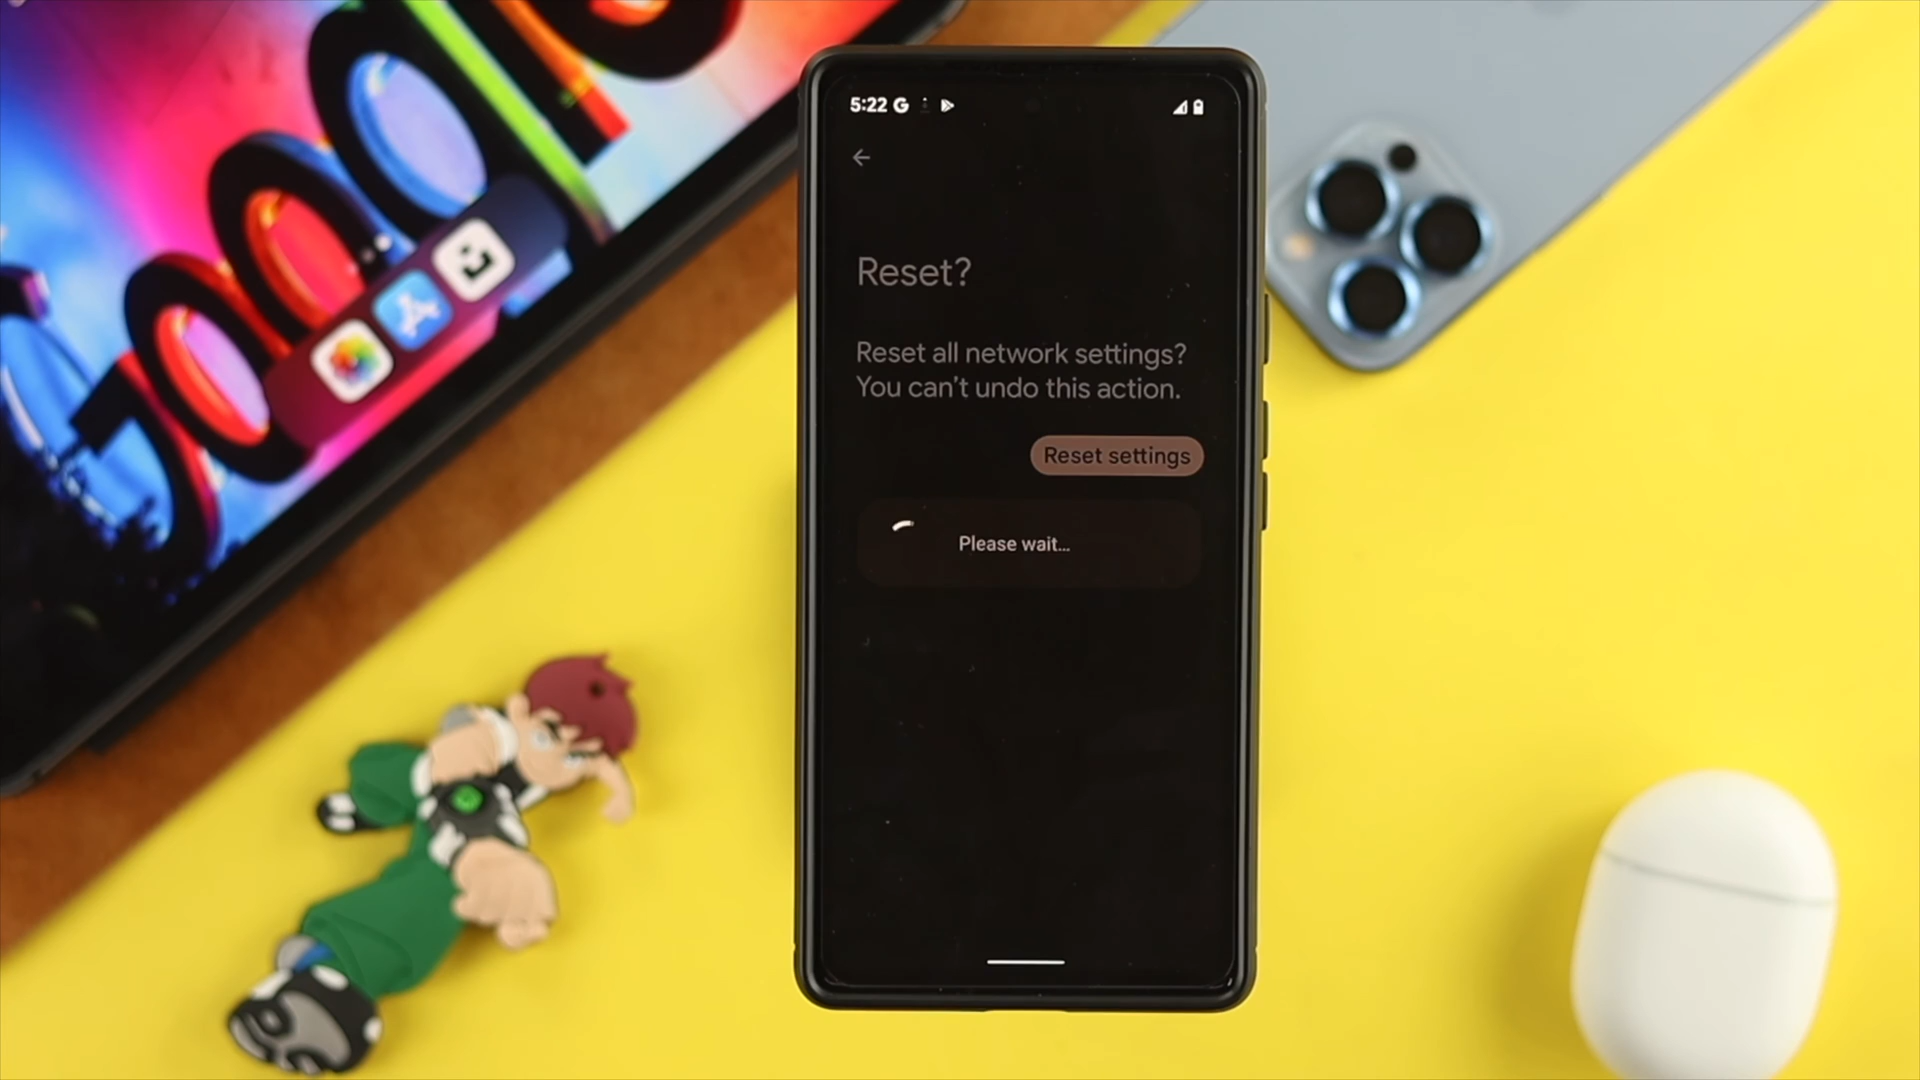 5:22 G
Reset?
Reset all network settings?
You can't undo this action.
Reset settings
Please wait...